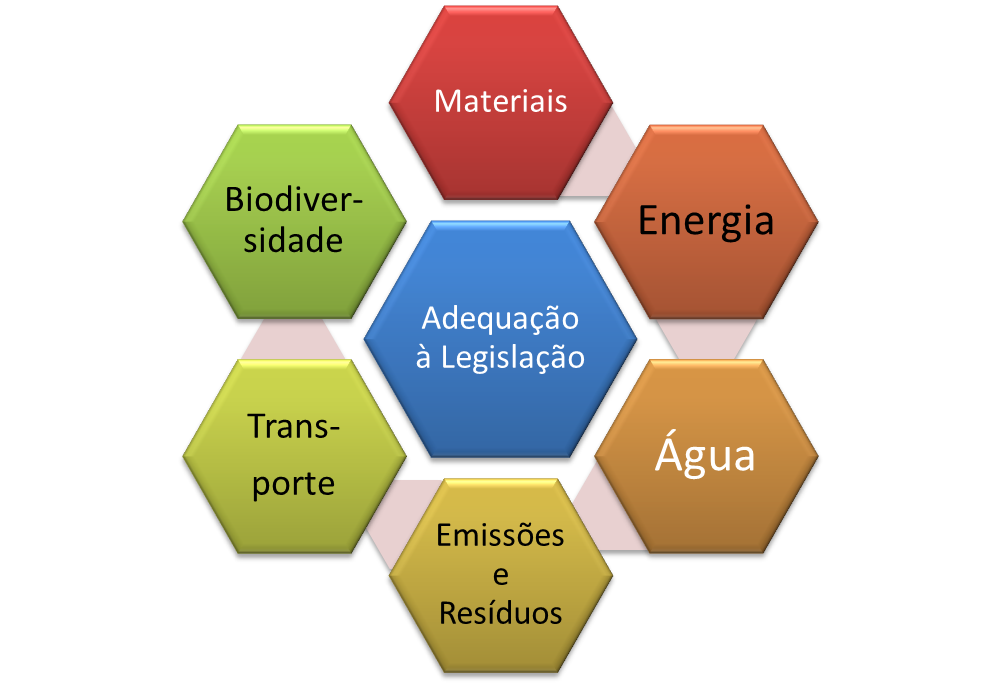 Materiais
Energia
Água
Emissões
e
Resíduos
Trans-
porte
Biodiver-
sidade
Adequação
à Legislação